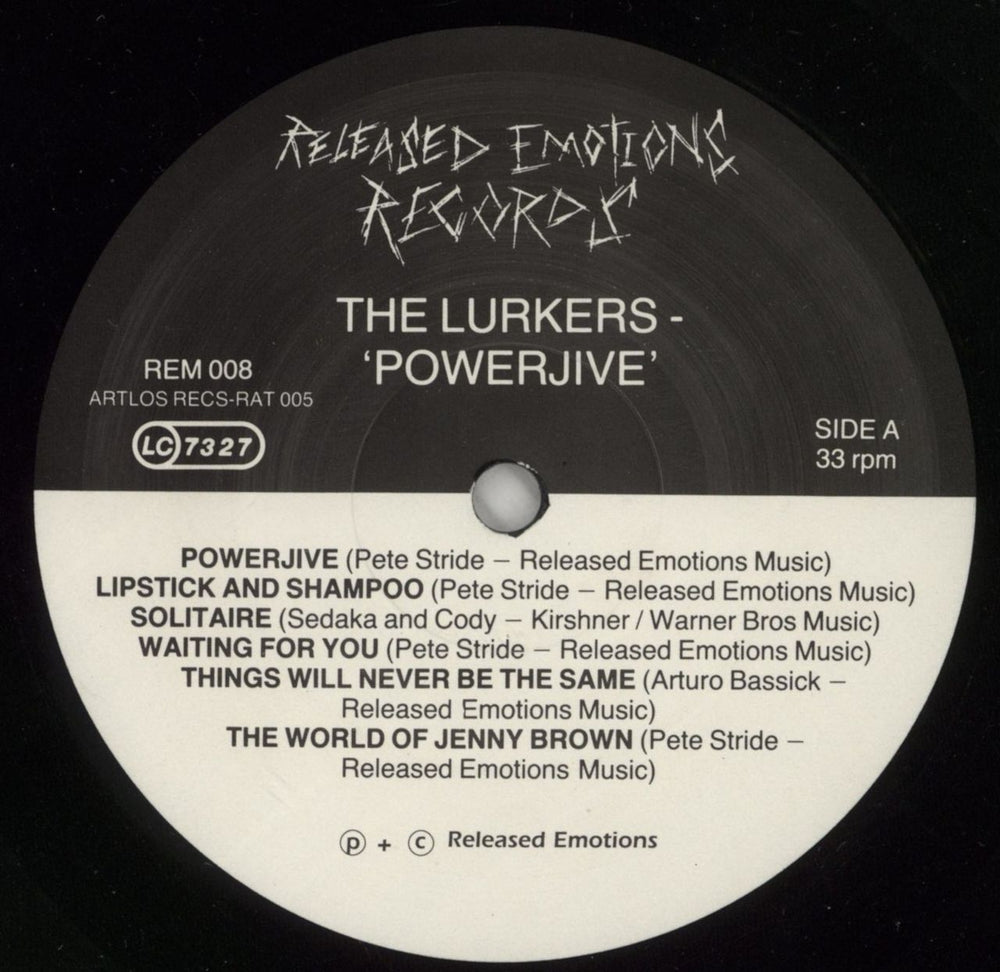 RELEASED EMOTIONS
RECORDS
THE LURKERS -
‘POWERJIVE’
REM 008
ARTLOS RECS-RAT 005
LC 7327
SIDE A
33 rpm
POWERJIVE (Pete Stride – Released Emotions Music)
LIPSTICK AND SHAMPOO (Pete Stride – Released Emotions Music)
SOLITAIRE (Sedaka and Cody – Kirshner / Warner Bros Music)
WAITING FOR YOU (Pete Stride – Released Emotions Music)
THINGS WILL NEVER BE THE SAME (Arturo Bassick –
Released Emotions Music)
THE WORLD OF JENNY BROWN (Pete Stride –
Released Emotions Music)
ⓟ + ⓒ Released Emotions